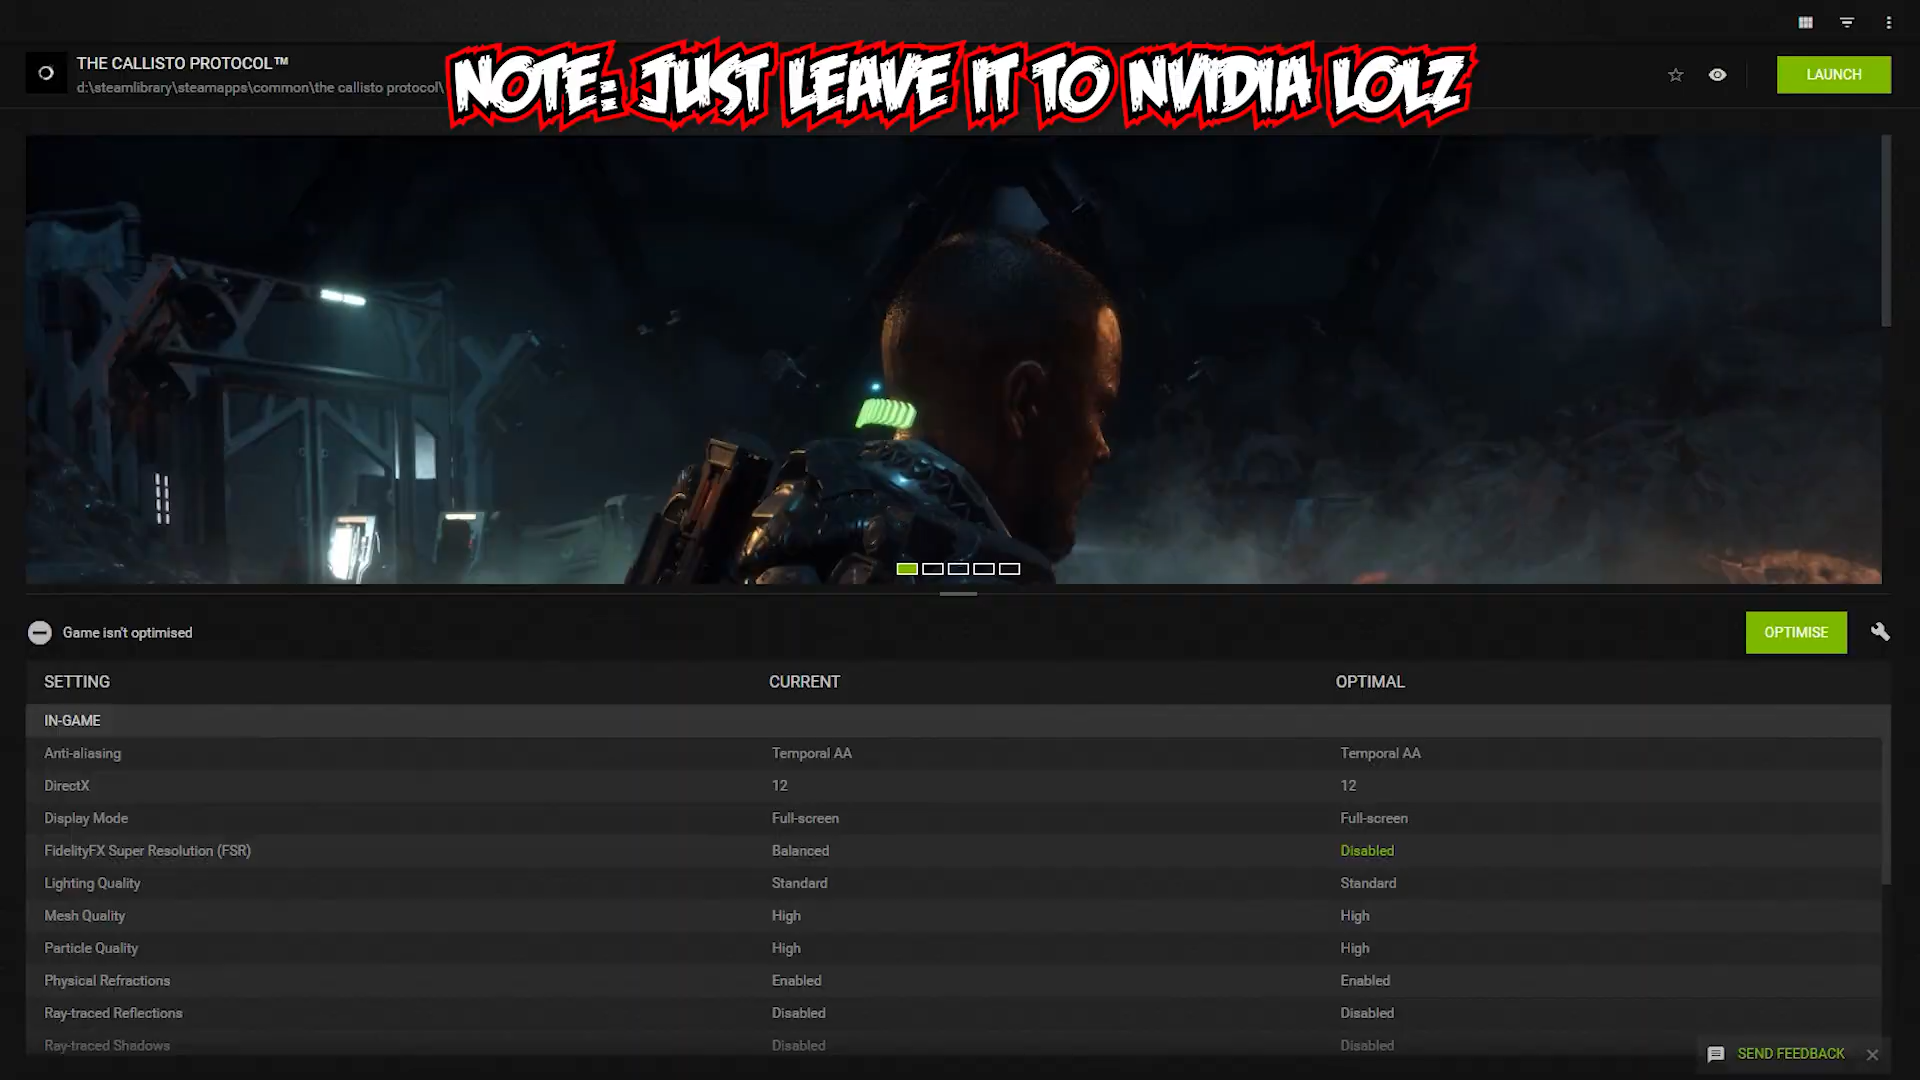 NOTE: JUST LEAVE IT TO NVIDIA LOLZ
THE CALLISTO PROTOCOL™
d:\steamlibrary\steamapps\common\the callisto protocol\
LAUNCH
Game isn't optimised
OPTIMISE
SETTING CURRENT OPTIMAL
IN-GAME
Anti-aliasing Temporal AA Temporal AA
DirectX 12 12
Display Mode Full-screen Full-screen
FidelityFX Super Resolution (FSR) Balanced Disabled
Lighting Quality Standard Standard
Mesh Quality High High
Particle Quality High High
Physical Refractions Enabled Enabled
Ray-traced Reflections Disabled Disabled
Ray-traced Shadows Disabled Disabled
SEND FEEDBACK